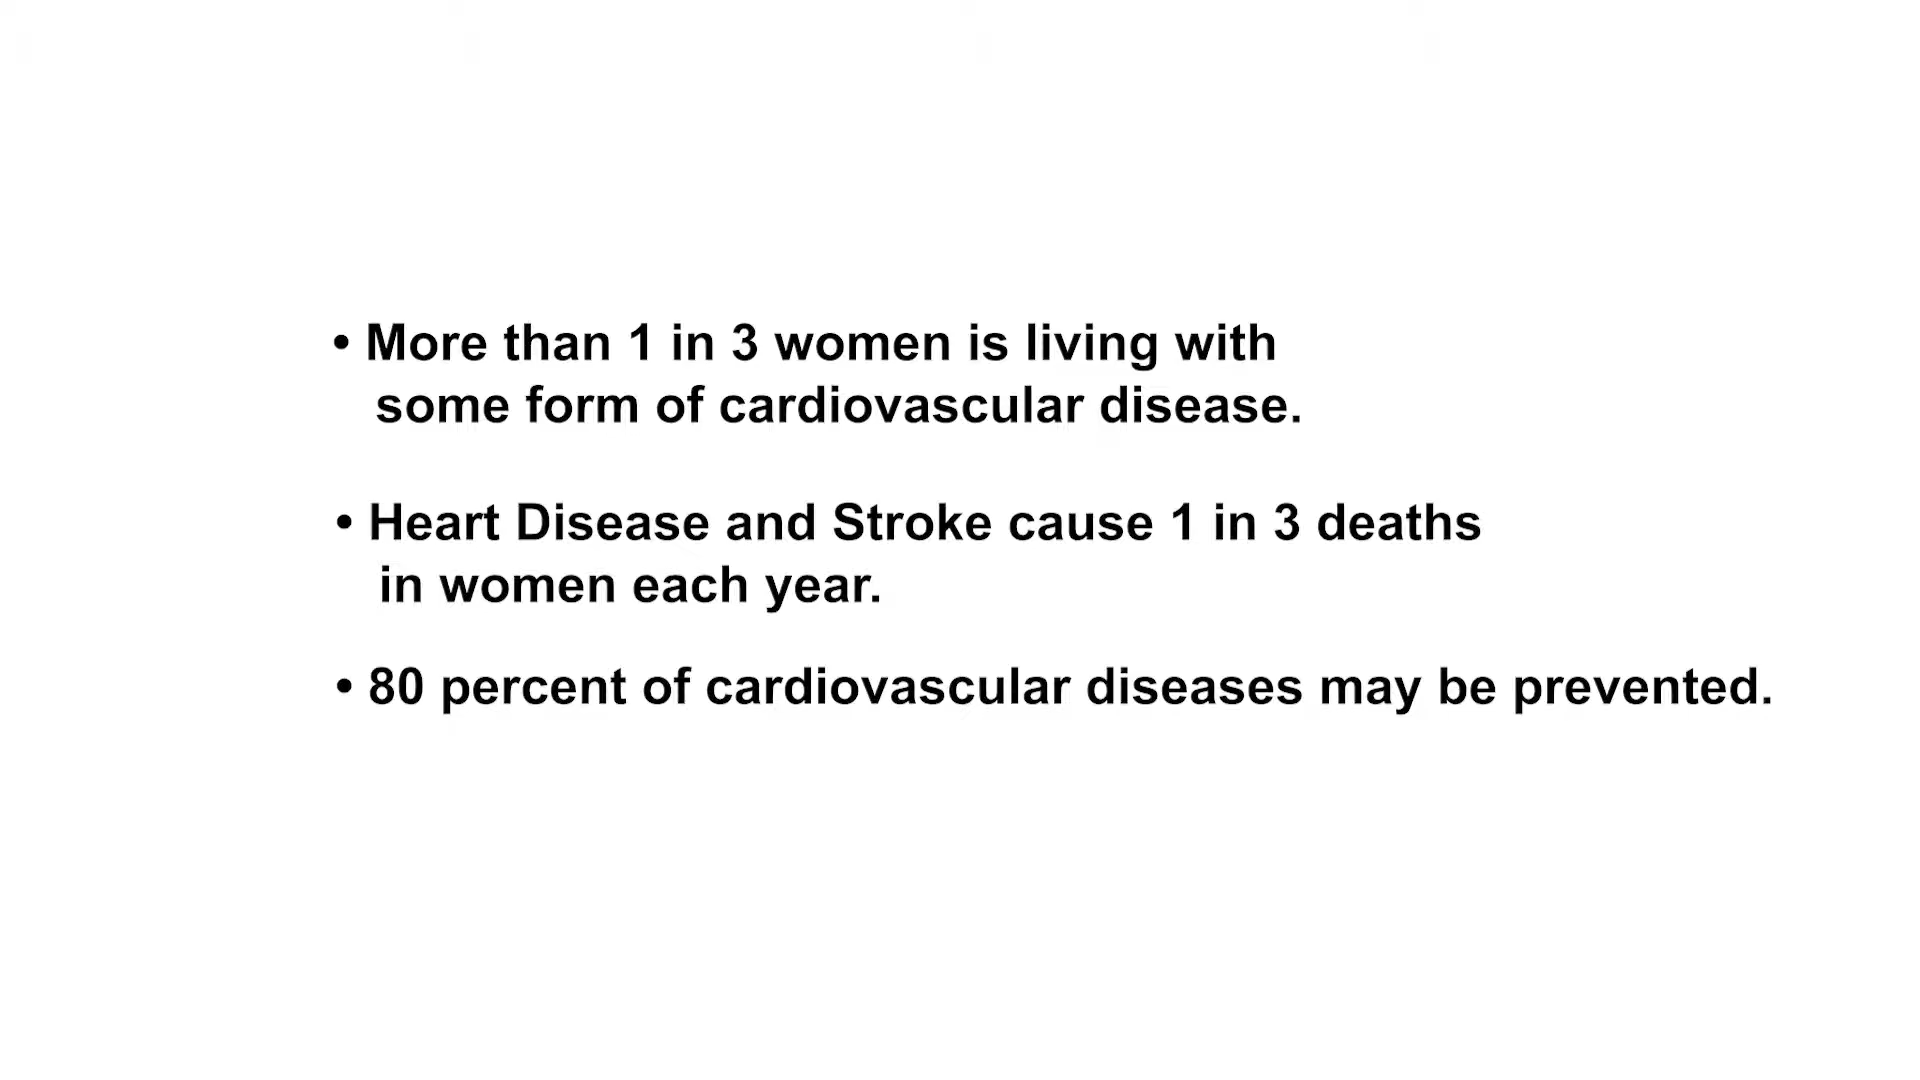 • More than 1 in 3 women is living with
some form of cardiovascular disease.
• Heart Disease and Stroke cause 1 in 3 deaths
in women each year.
• 80 percent of cardiovascular diseases may be prevented.